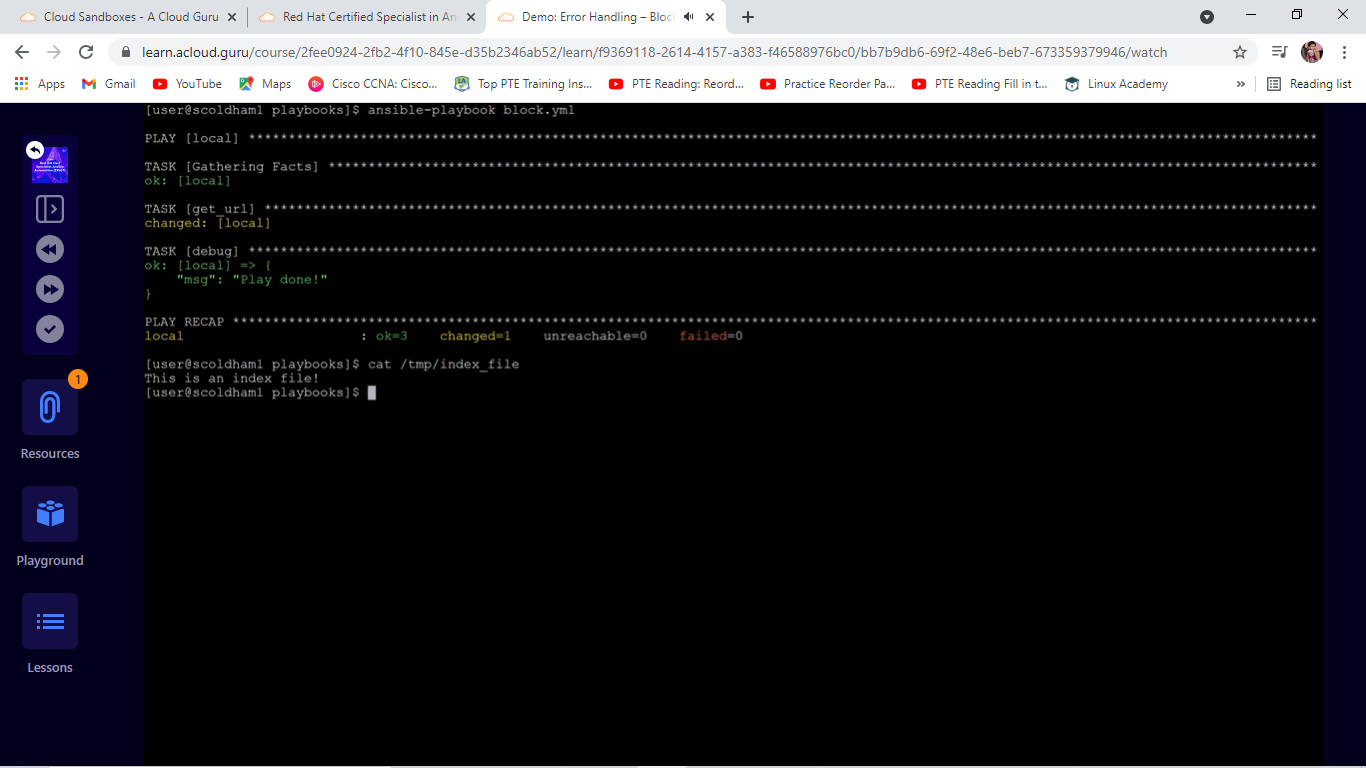 Cloud Sandboxes - A Cloud Guru
Red Hat Certified Specialist in An
Demo: Error Handling – Bloc
learn.acloud.guru/course/2fee0924-2fb2-4f10-845e-d35b2346ab52/learn/f9369118-2614-4157-a383-f46588976bc0/bb7b9db6-69f2-48e6-beb7-673359379946/watch
Apps
Gmail
YouTube
Maps
Cisco CCNA: Cisco...
Top PTE Training Ins...
PTE Reading: Reord...
Practice Reorder Pa...
PTE Reading Fill in t...
Linux Academy
»
Reading list
[user@scoldham1 playbooks]$ ansible-playbook block.yml
PLAY [local] ***************************************************************************************************************************************
TASK [Gathering Facts] *****************************************************************************************************************************
ok: [local]
TASK [get_url] *************************************************************************************************************************************
changed: [local]
TASK [debug] ***************************************************************************************************************************************
ok: [local] => {
    "msg": "Play done!"
}
PLAY RECAP *****************************************************************************************************************************************
local                      : ok=3    changed=1    unreachable=0    failed=0
[user@scoldham1 playbooks]$ cat /tmp/index_file
This is an index file!
[user@scoldham1 playbooks]$
1
Resources
Playground
Lessons